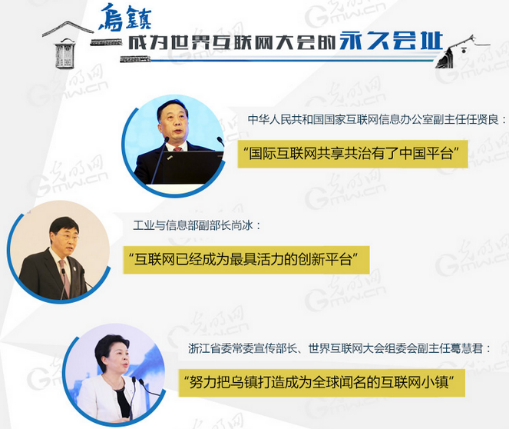 乌鎮
成为世界互联网大会的永久会址
中华人民共和国国家互联网信息办公室副主任任贤良：
“国际互联网共享共治有了中国平台”
工业与信息部副部长尚冰：
“互联网已经成为最具活力的创新平台”
浙江省委常委宣传部长、世界互联网大会组委会副主任葛慧君：
“努力把乌镇打造成为全球闻名的互联网小镇”
光明网
Gmw.cn